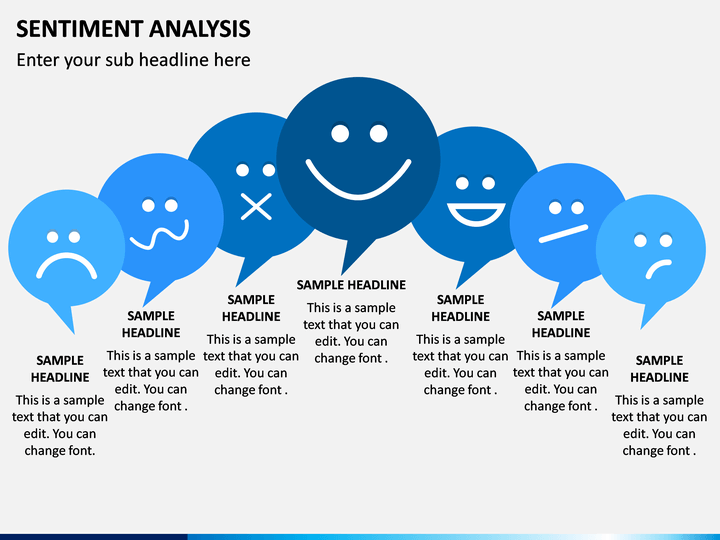 SENTIMENT ANALYSIS
Enter your sub headline here
SAMPLE
HEADLINE
This is a sample
text that you can
edit. You can
change font.
SAMPLE
HEADLINE
This is a sample
text that you can
edit. You can
change font .
SAMPLE
HEADLINE
This is a sample
text that you can
edit. You can
change font .
SAMPLE HEADLINE
This is a sample
text that you can
edit. You can
change font .
SAMPLE
HEADLINE
This is a sample
text that you can
edit. You can
change font .
SAMPLE
HEADLINE
This is a sample
text that you can
edit. You can
change font .
SAMPLE
HEADLINE
This is a sample
text that you can
edit. You can
change font .